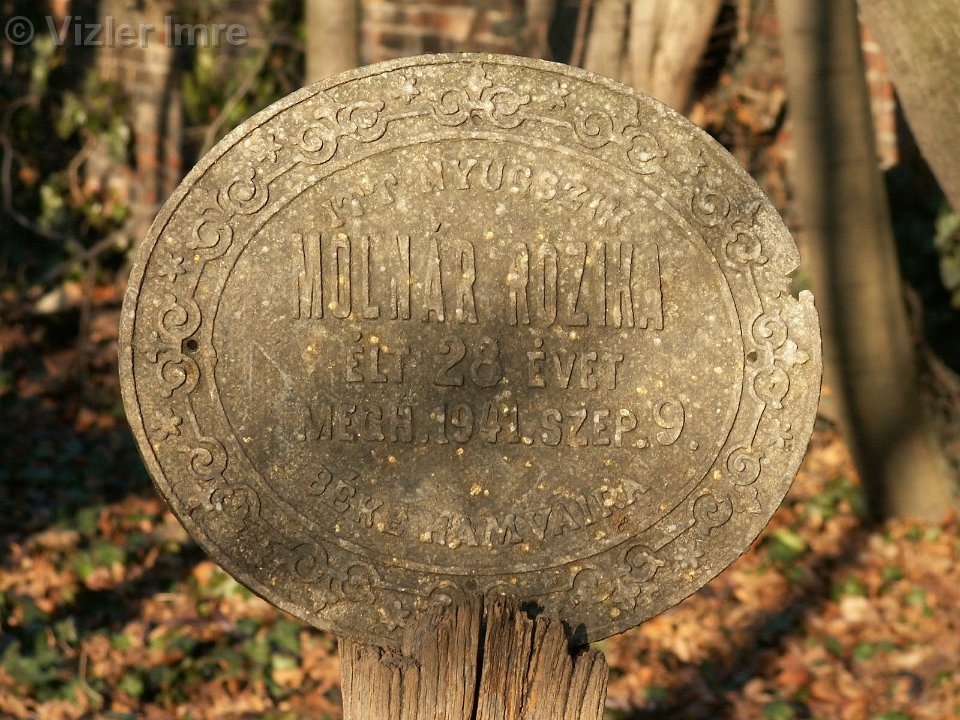 © Vizler Imre
ITT NYUGSZIK
MOLNÁR ROZIKA
ÉLT 28 ÉVET
MEGH. 1941. SZEP. 9.
BÉKE HAMVAIRA